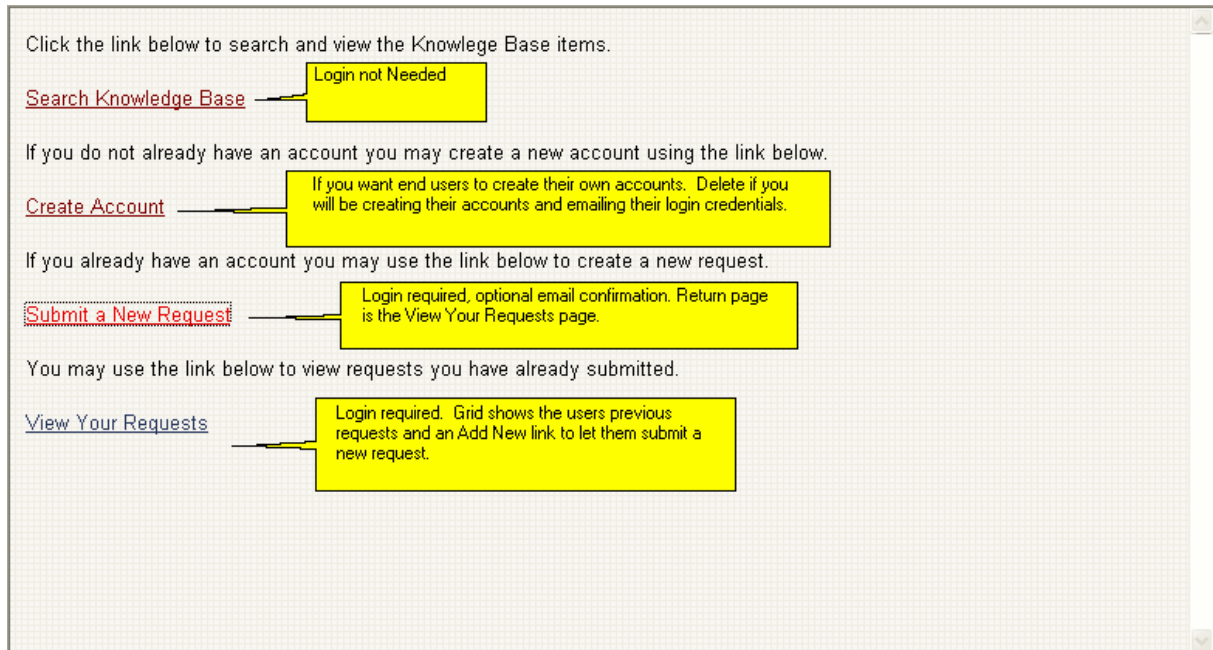 Click the link below to search and view the Knowlege Base items.
Login not Needed
Search Knowledge Base
If you do not already have an account you may create a new account using the link below.
If you want end users to create their own accounts. Delete if you
will be creating their accounts and emailing their login credentials.
Create Account
If you already have an account you may use the link below to create a new request.
Login required, optional email confirmation. Return page
is the View Your Requests page.
Submit a New Request
You may use the link below to view requests you have already submitted.
Login required. Grid shows the users previous
requests and an Add New link to let them submit a
new request.
View Your Requests